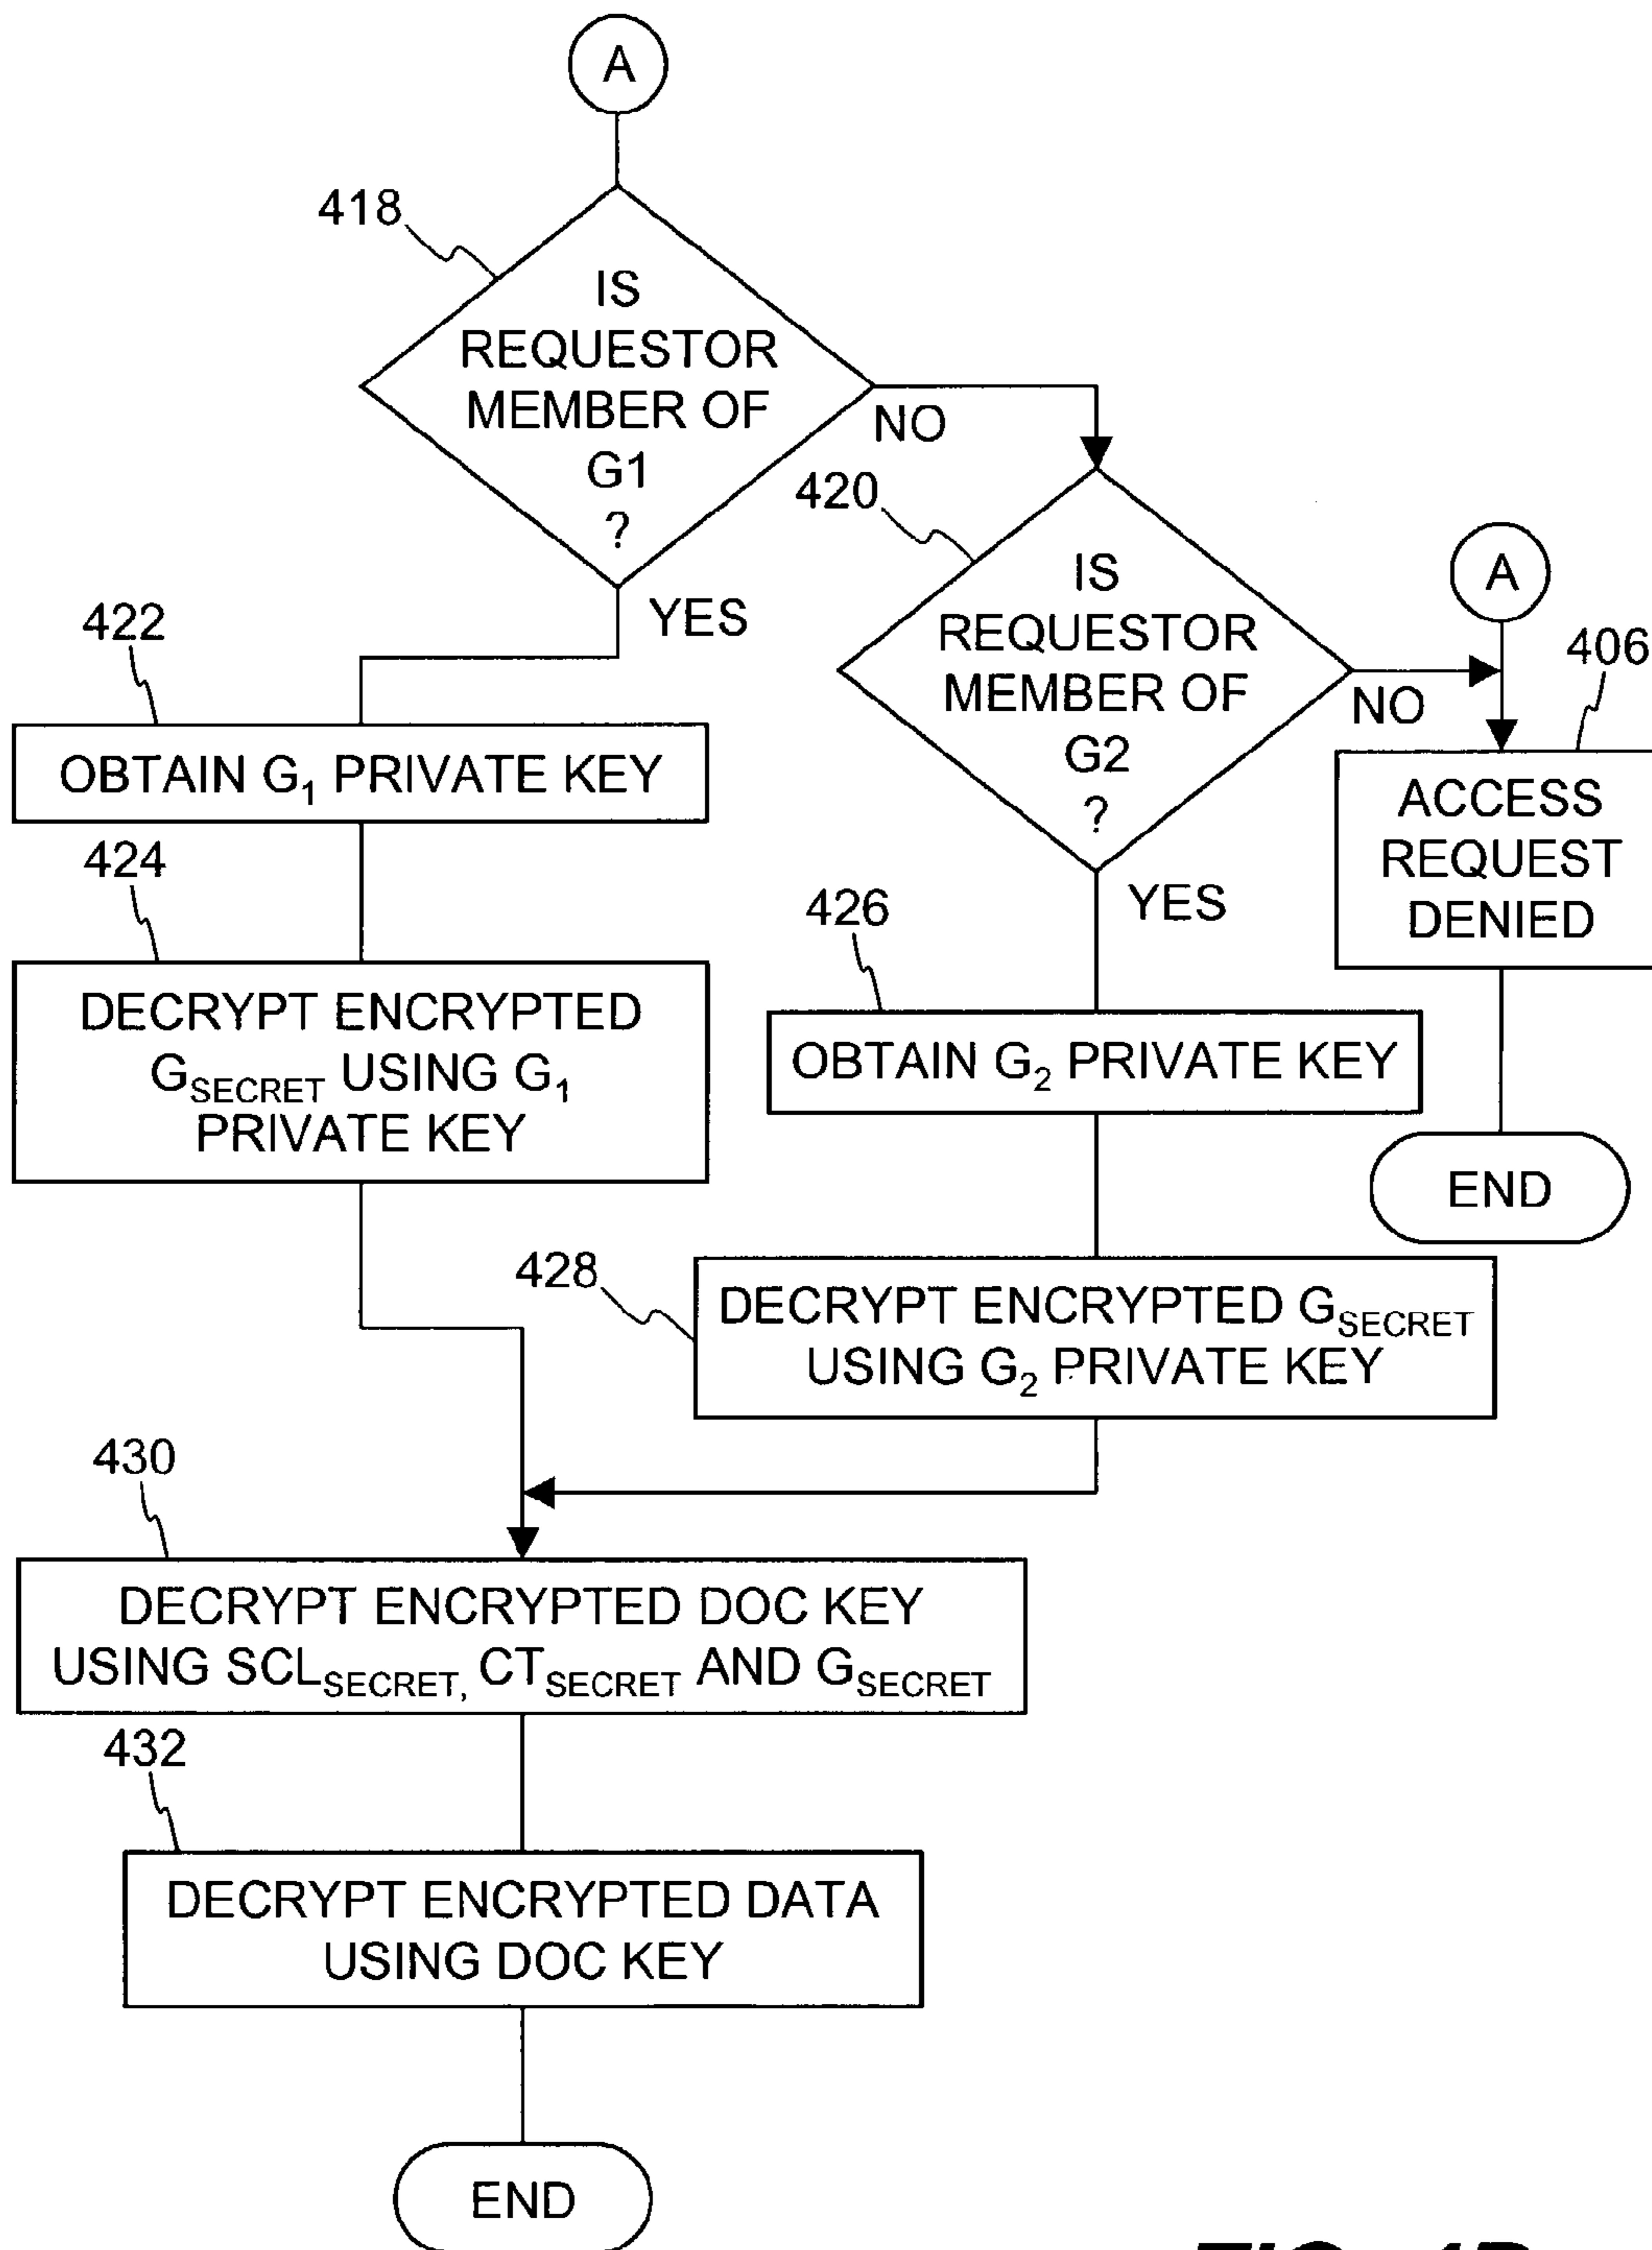 A
418
IS
REQUESTOR
MEMBER OF
G1
?
NO
YES
420
IS
REQUESTOR
MEMBER OF
G2
?
NO
YES
A
406
ACCESS
REQUEST
DENIED
END
422
OBTAIN G1 PRIVATE KEY
424
DECRYPT ENCRYPTED
GSECRET USING G1
PRIVATE KEY
426
OBTAIN G2 PRIVATE KEY
428
DECRYPT ENCRYPTED GSECRET
USING G2 PRIVATE KEY
430
DECRYPT ENCRYPTED DOC KEY
USING SCLSECRET, CTSECRET AND GSECRET
432
DECRYPT ENCRYPTED DATA
USING DOC KEY
END